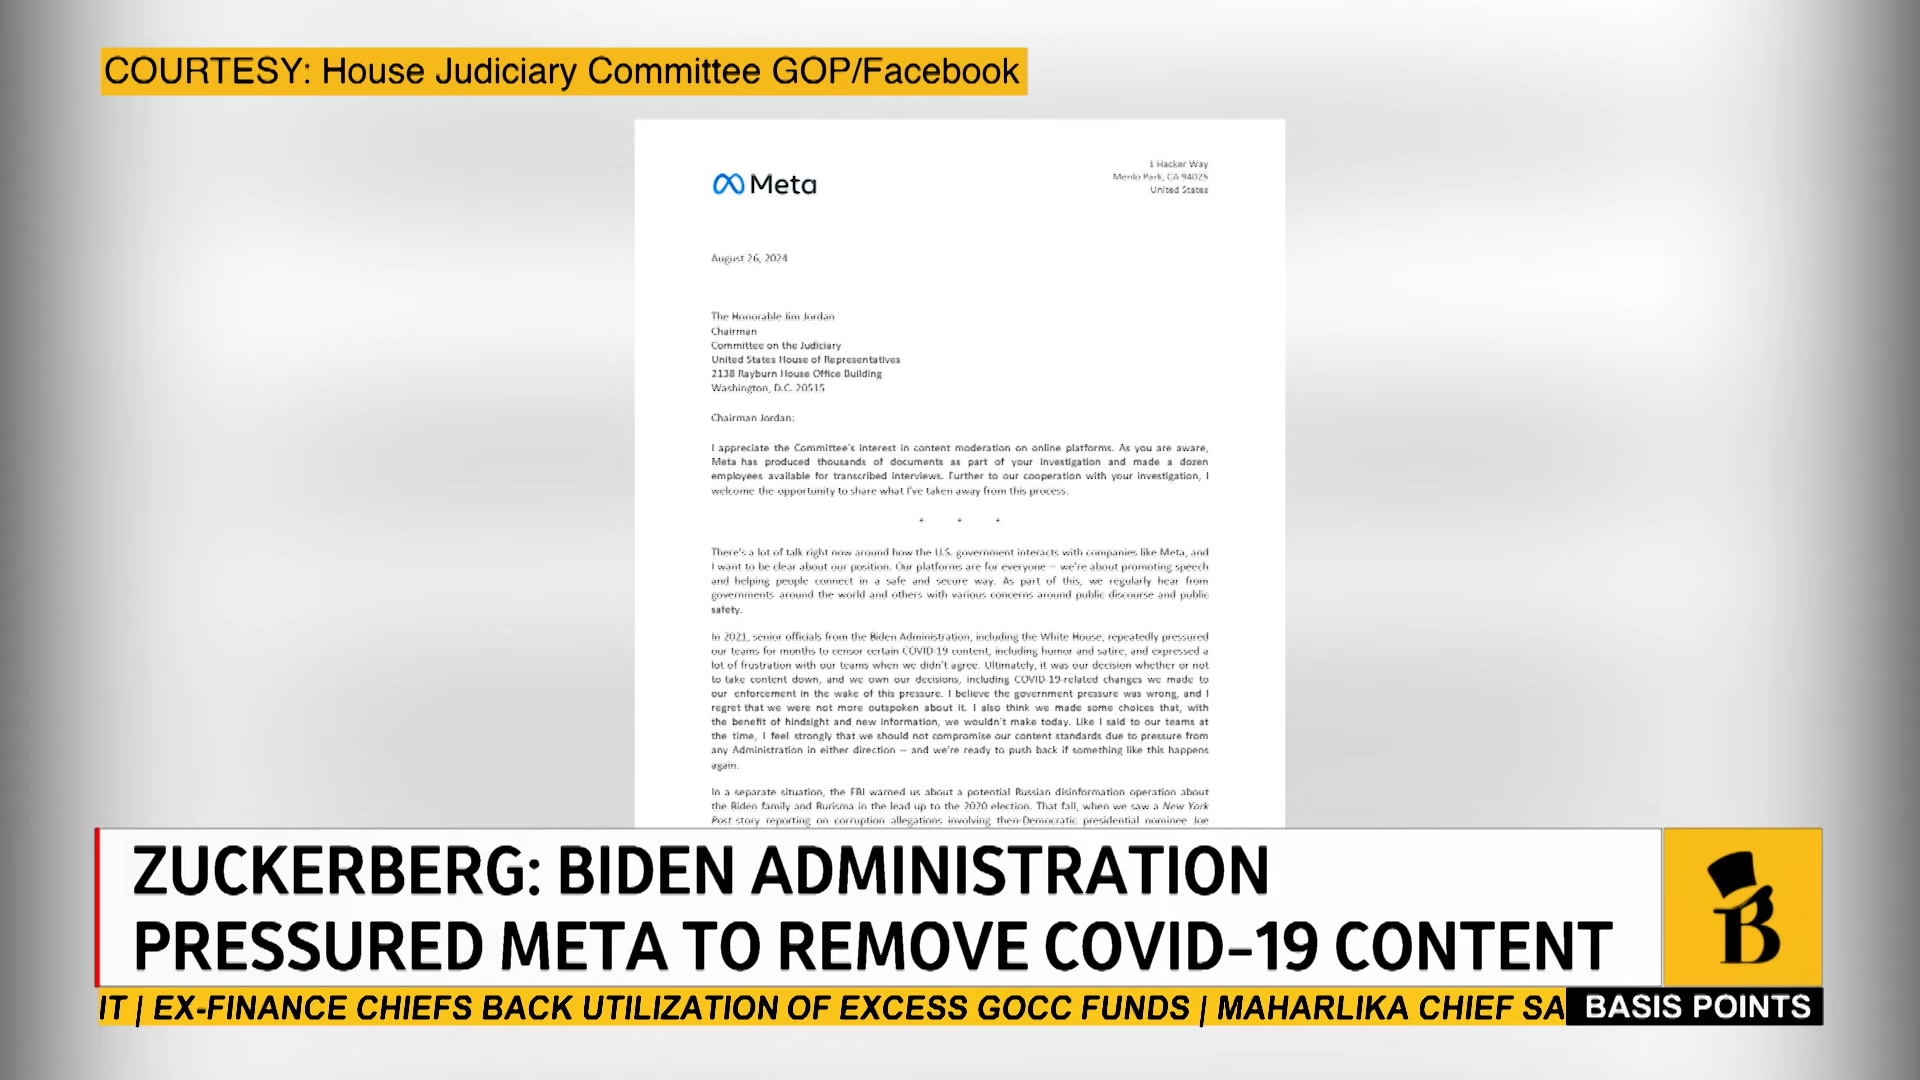 COURTESY: House Judiciary Committee GOP/Facebook
Meta
1 Hacker Way
Menlo Park, CA 94025
United States
August 26, 2024
The Honorable Jim Jordan
Chairman
Committee on the Judiciary
United States House of Representatives
2138 Rayburn House Office Building
Washington, D.C. 20515
Chairman Jordan:
I appreciate the Committee's interest in content moderation on online platforms. As you are aware,
Meta has produced thousands of documents as part of your investigation and made a dozen
employees available for transcribed interviews. Further to our cooperation with your investigation, I
welcome the opportunity to share what I've taken away from this process.
* * *
There's a lot of talk right now around how the U.S. government interacts with companies like Meta, and
I want to be clear about our position. Our platforms are for everyone – we're about promoting speech
and helping people connect in a safe and secure way. As part of this, we regularly hear from
governments around the world and others with various concerns around public discourse and public
safety.
In 2021, senior officials from the Biden Administration, including the White House, repeatedly pressured
our teams for months to censor certain COVID-19 content, including humor and satire, and expressed a
lot of frustration with our teams when we didn't agree. Ultimately, it was our decision whether or not
to take content down, and we own our decisions, including COVID-19-related changes we made to
our enforcement in the wake of this pressure. I believe the government pressure was wrong, and I
regret that we were not more outspoken about it. I also think we made some choices that, with
the benefit of hindsight and new information, we wouldn't make today. Like I said to our teams at
the time, I feel strongly that we should not compromise our content standards due to pressure from
any Administration in either direction – and we're ready to push back if something like this happens
again.
In a separate situation, the FBI warned us about a potential Russian disinformation operation about
the Biden family and Burisma in the lead up to the 2020 election. That fall, when we saw a New York
Post story reporting on corruption allegations involving then-Democratic presidential nominee Joe
ZUCKERBERG: BIDEN ADMINISTRATION
PRESSURED META TO REMOVE COVID-19 CONTENT
B
IT | EX-FINANCE CHIEFS BACK UTILIZATION OF EXCESS GOCC FUNDS | MAHARLIKA CHIEF SA
BASIS POINTS